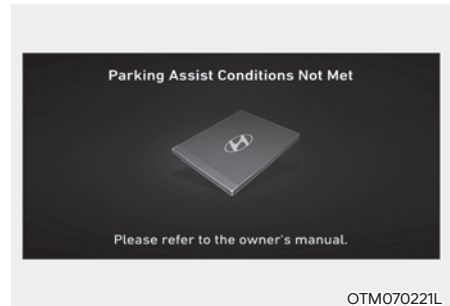 Parking Assist Conditions Not Met
Please refer to the owner's manual.
OTM070221L